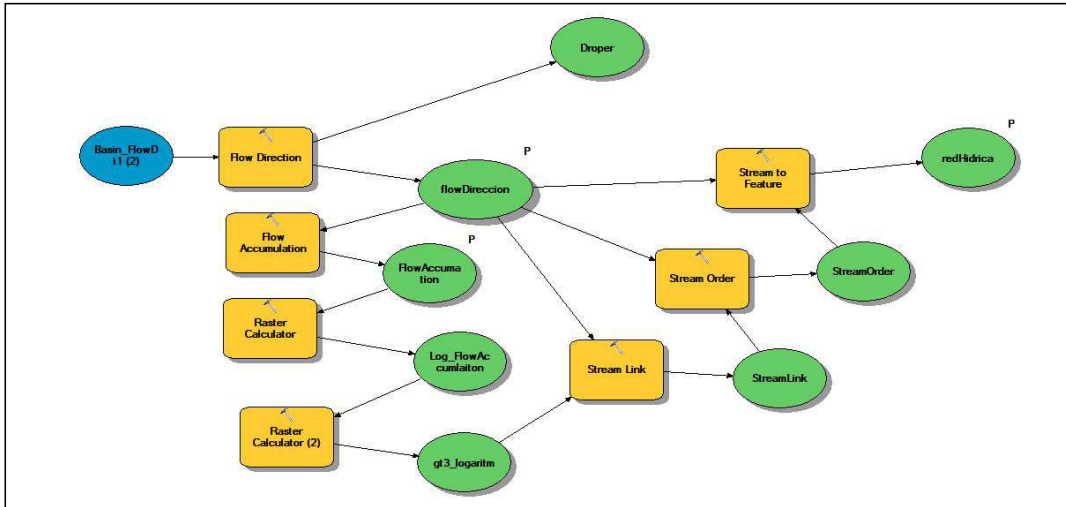 Droper
Basin_FlowD
i1 (2)
Flow Direction
P
flowDireccion
Stream to
Feature
P
redHidrica
Flow
Accumulation
P
FlowAccuma
tion
Stream Order
StreamOrder
Raster
Calculator
Log_FlowAc
cumlaiton
Stream Link
StreamLink
Raster
Calculator (2)
gt3_logaritm